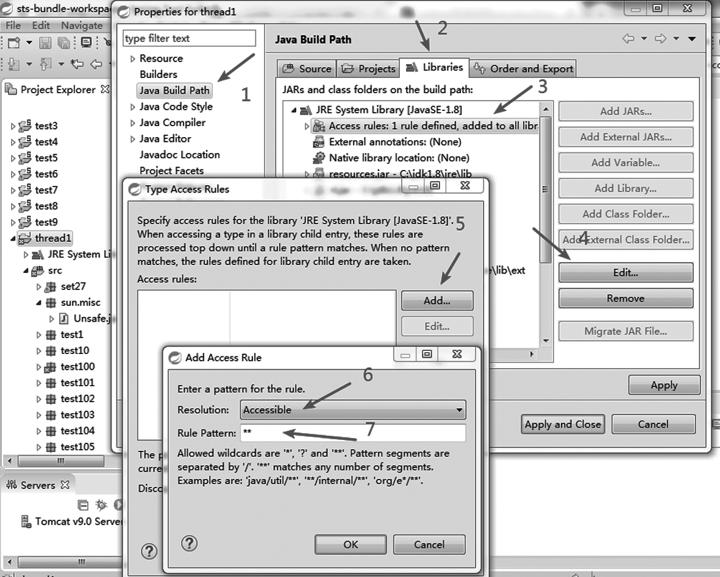 sts-bundle-workspa
File Edit Navigate
Project Explorer
test3
test4
test5
test6
test7
test8
test9
thread1
JRE System Li
src
set27
sun.misc
Unsafe.j
test1
test10
test100
test101
test102
test103
test104
test105
Servers
Tomcat v9.0 Server
Properties for thread1
type filter text
Resource
Builders
Java Build Path
Java Code Style
Java Compiler
Java Editor
Javadoc Location
Project Facets
1
Java Build Path
2
Source Projects Libraries Order and Export
JARs and class folders on the build path:
3
JRE System Library [JavaSE-1.8]
Access rules: 1 rule defined, added to all libra
External annotations: (None)
Native library location: (None)
resources.jar - C:\jdk1.8\jre\lib
e\lib\ext
Add JARs...
Add External JARs...
Add Variable...
Add Library...
Add Class Folder...
Add External Class Folder...
4
Edit...
Remove
Migrate JAR File...
Apply
Apply and Close Cancel
Type Access Rules
Specify access rules for the library 'JRE System Library [JavaSE-1.8]'.
When accessing a type in a library child entry, these rules are
processed top down until a rule pattern matches. When no pattern
matches, the rules defined for library child entry are taken.
5
Access rules:
Add...
Edit...
The p
curre
Disco
Add Access Rule
Enter a pattern for the rule.
6
Resolution: Accessible
7
Rule Pattern: **
Allowed wildcards are '*', '?' and '**'. Pattern segments are
separated by '/'. '**' matches any number of segments.
Examples are: 'java/util/**', '**/internal/**', 'org/e*/**'.
OK Cancel